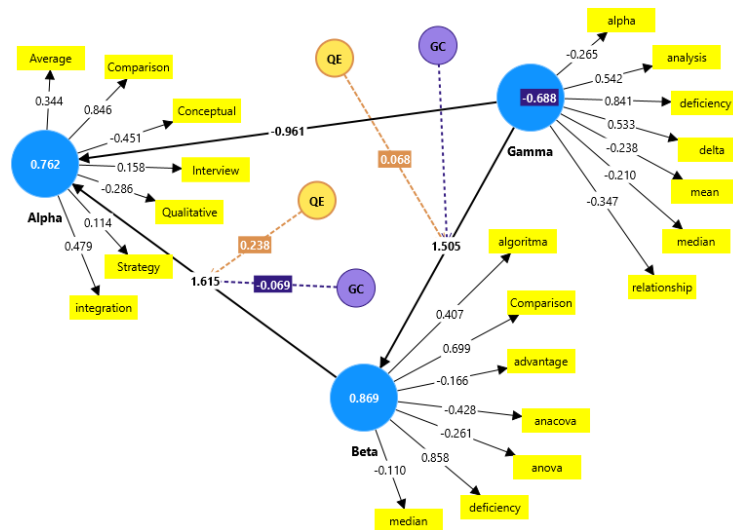 alpha
QE
GC
Average
analysis
Comparison
-0.265
0.542
0.344
0.846
-0.688
0.841
deficiency
Conceptual
-0.451
0.533
-0.961
delta
Gamma
-0.238
0.762
0.158
Interview
0.068
-0.210
mean
-0.286
-0.347
Qualitative
QE
Alpha
0.114
median
algoritma
0.479
0.238
1.505
Strategy
1.615
-0.069
GC
relationship
integration
Comparison
0.407
0.699
advantage
-0.166
0.869
-0.428
anacova
-0.261
Beta
0.858
anova
-0.110
deficiency
median